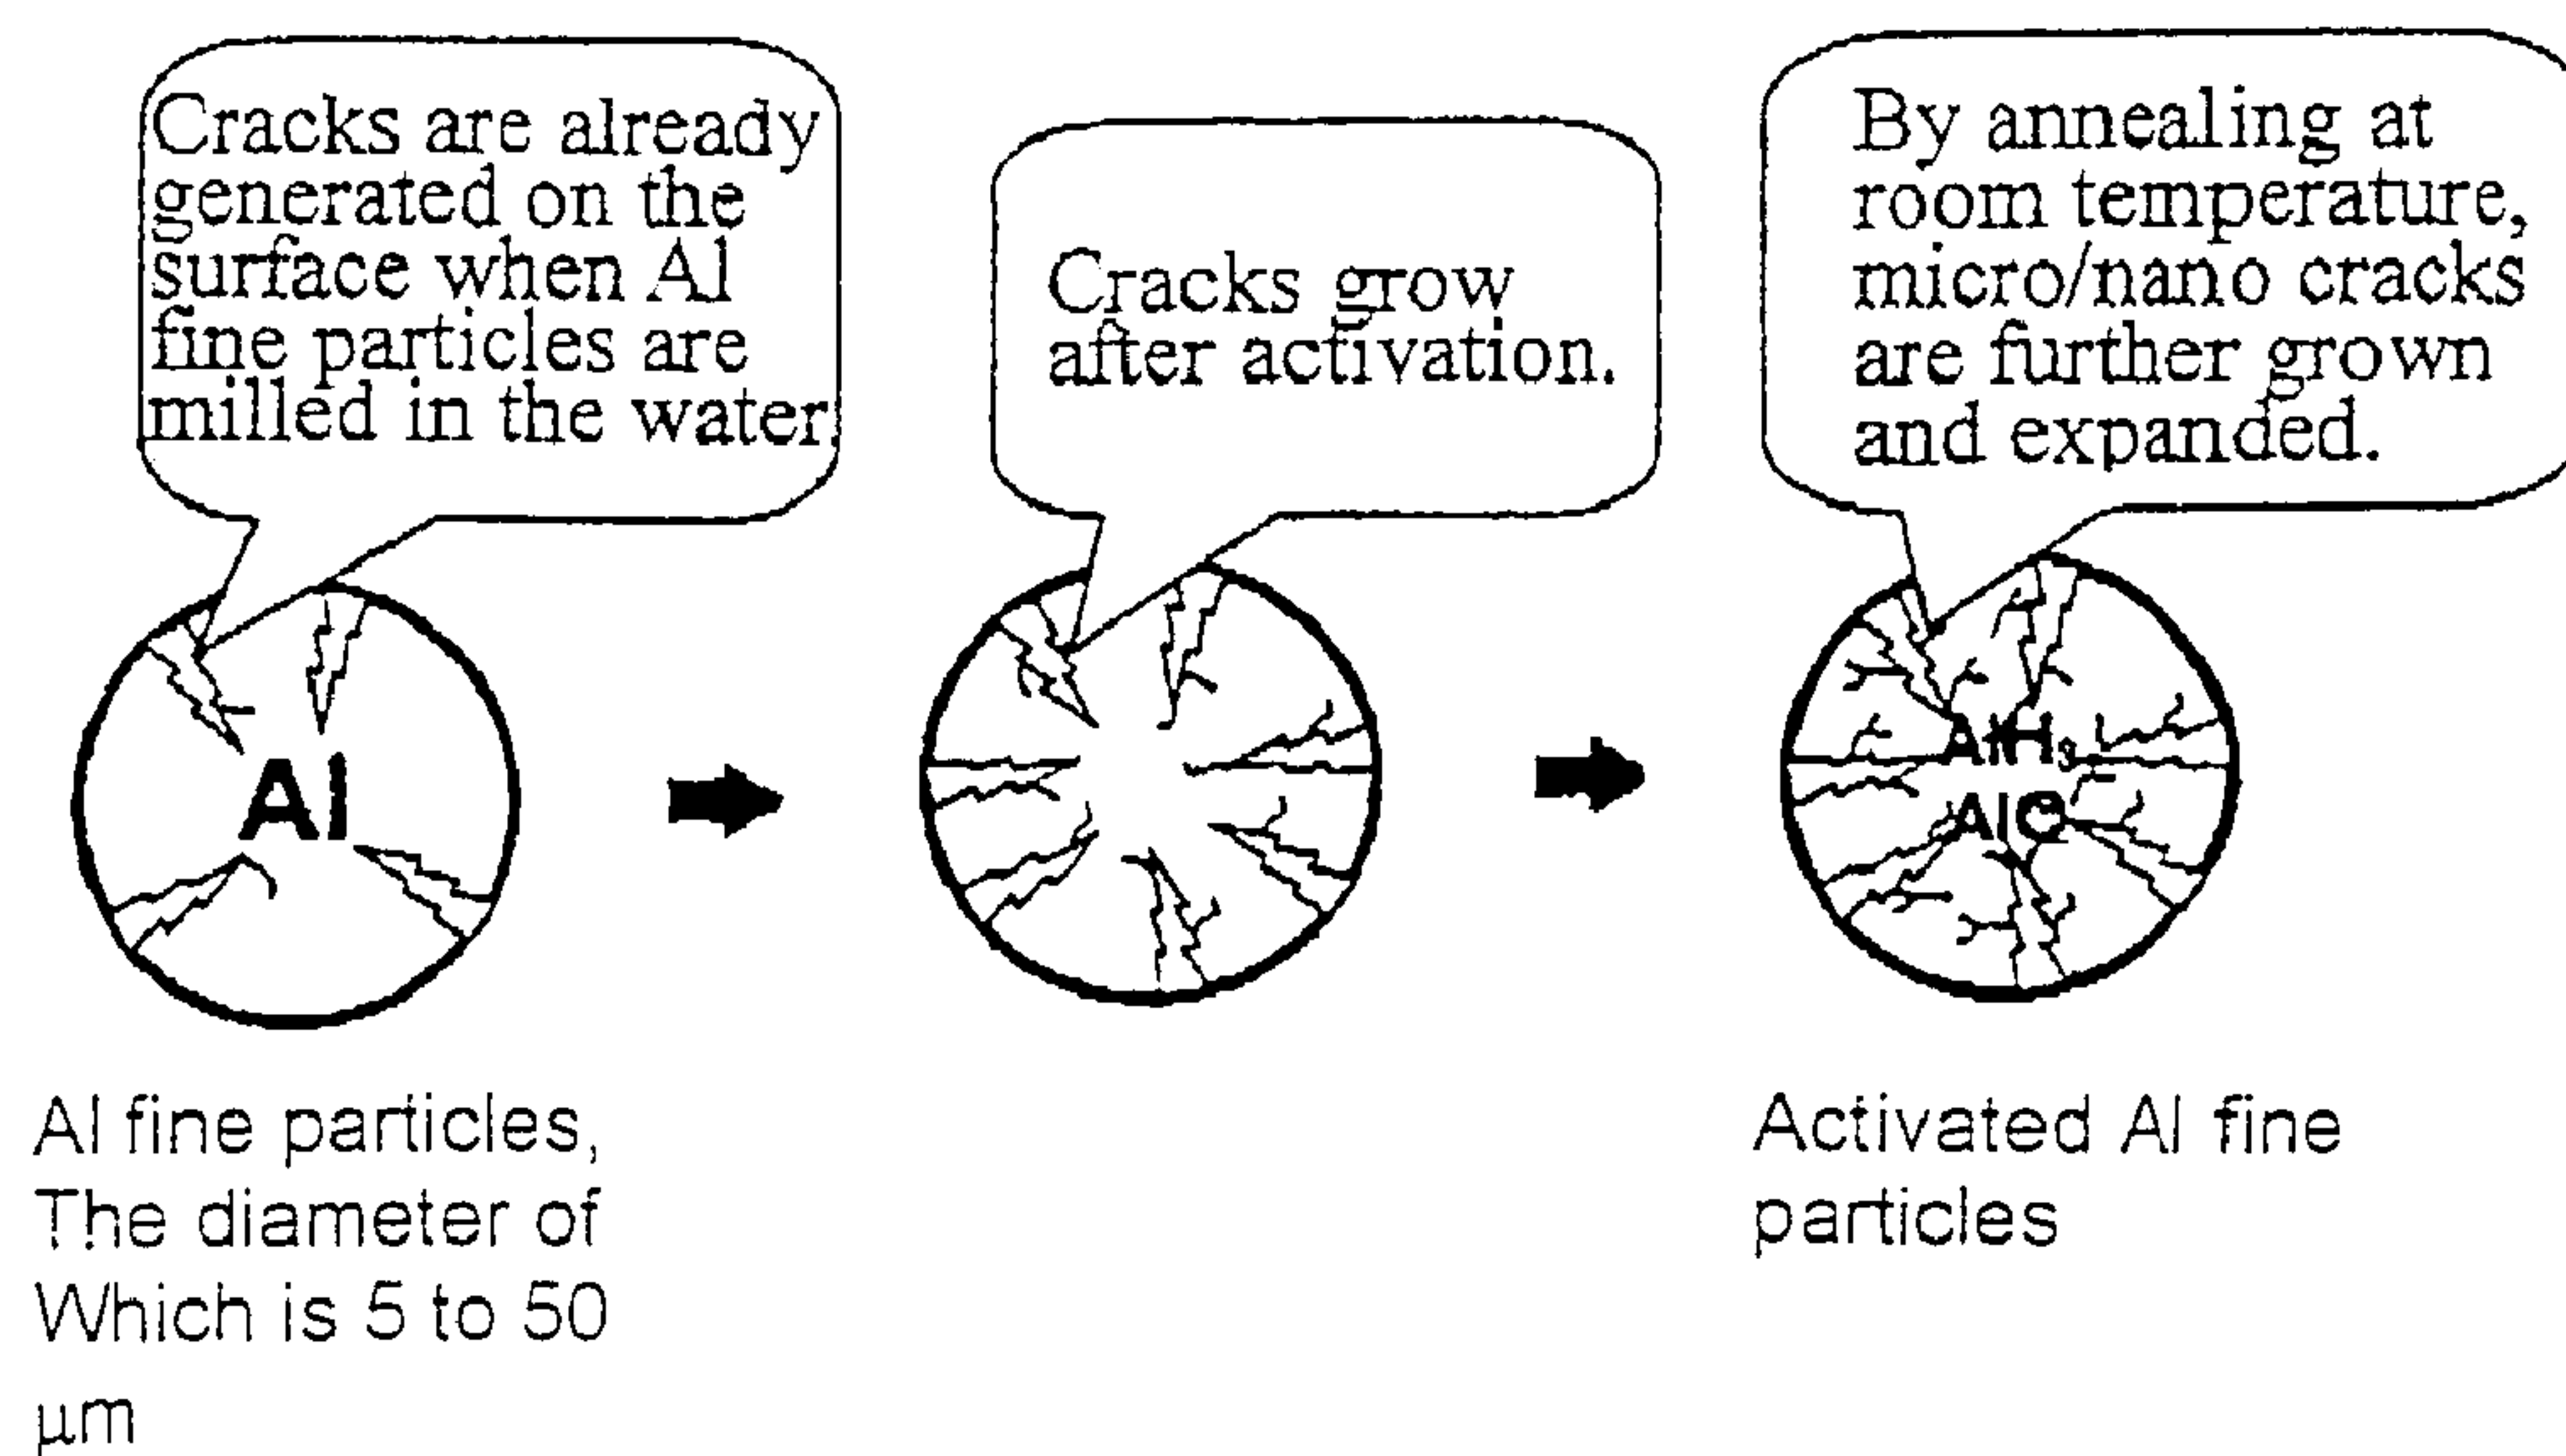 Cracks are already
generated on the
surface when Al
fine particles are
milled in the water.
Cracks grow
after activation.
By annealing at
room temperature,
micro/nano cracks
are further grown
and expanded.
Al
AlH₃
Al fine particles,
The diameter of
Which is 5 to 50
μm
Activated Al fine
particles